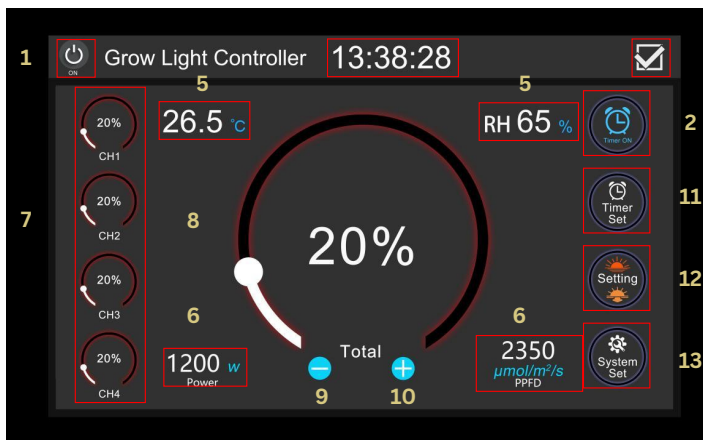 1
ON
Grow Light Controller
13:38:28
5
5
20%
CH1
26.5 °C
RH 65 %
Timer ON
2
20%
CH2
7
8
20%
Timer
Set
11
20%
CH3
Setting
12
6
6
20%
CH4
1200 w
Power
Total
9
10
2350
μmol/m²/s
PPFD
System
Set
13